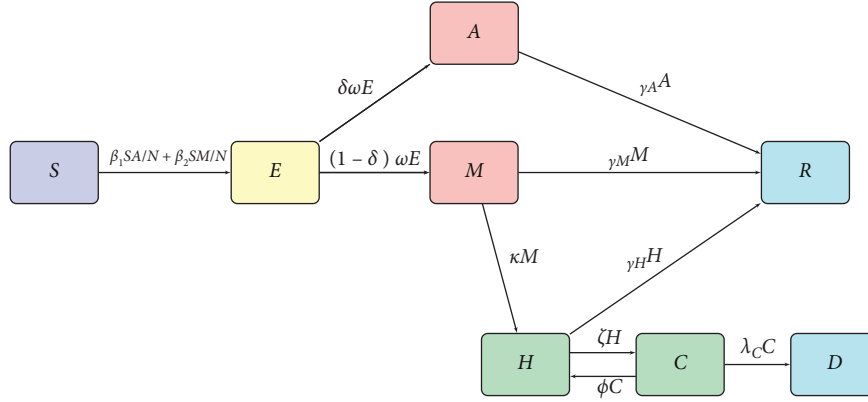 A
δωE
γAA
S
β₁SA/N + β₂SM/N
E
(1 – δ) ωE
M
γMM
R
κM
γHH
H
ζH
ϕC
C
λCC
D